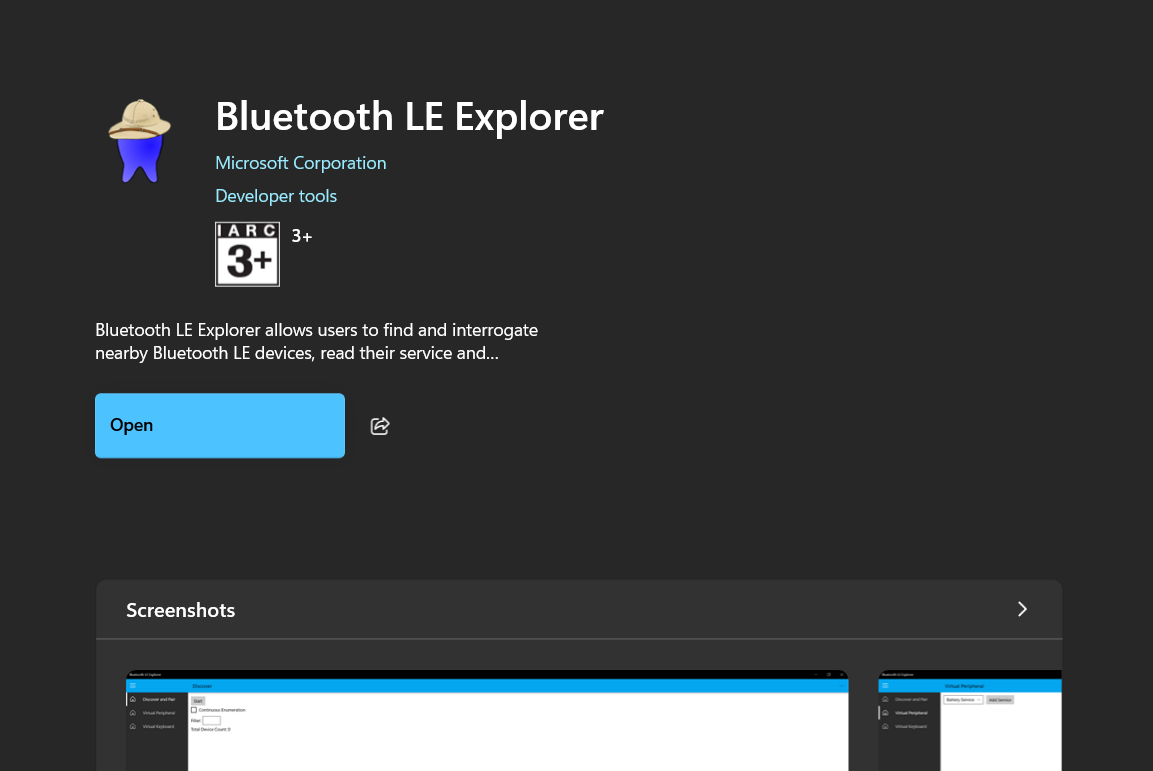 Bluetooth LE Explorer
Microsoft Corporation
Developer tools
IARC
3+
3+
Bluetooth LE Explorer allows users to find and interrogate
nearby Bluetooth LE devices, read their service and...
Open
Screenshots
Bluetooth LE Explorer
Discover
Discover and Pair
Virtual Peripheral
Virtual Keyboard
Start
Continuous Enumeration
Filter:
Total Device Count: 0
Bluetooth LE Explorer
Virtual Peripheral
Discover and Pair
Virtual Peripheral
Virtual Keyboard
Battery Service
Add Service